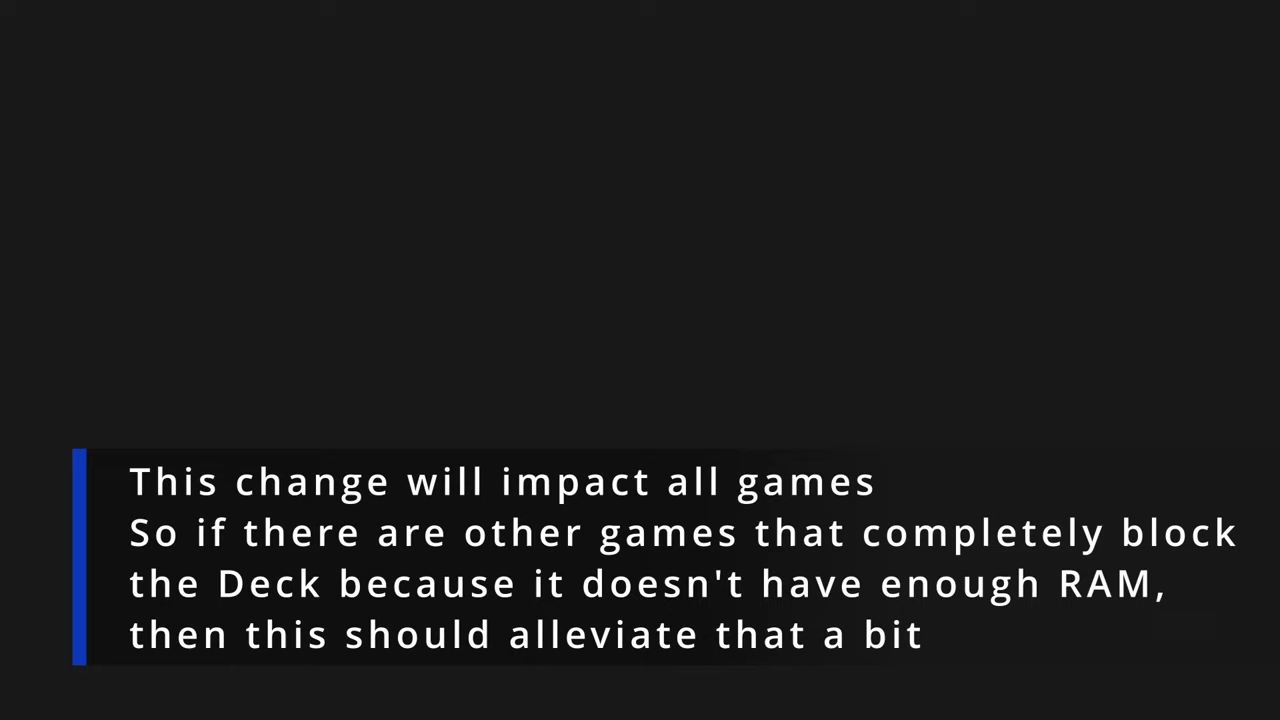 This change will impact all games
So if there are other games that completely block
the Deck because it doesn't have enough RAM,
then this should alleviate that a bit